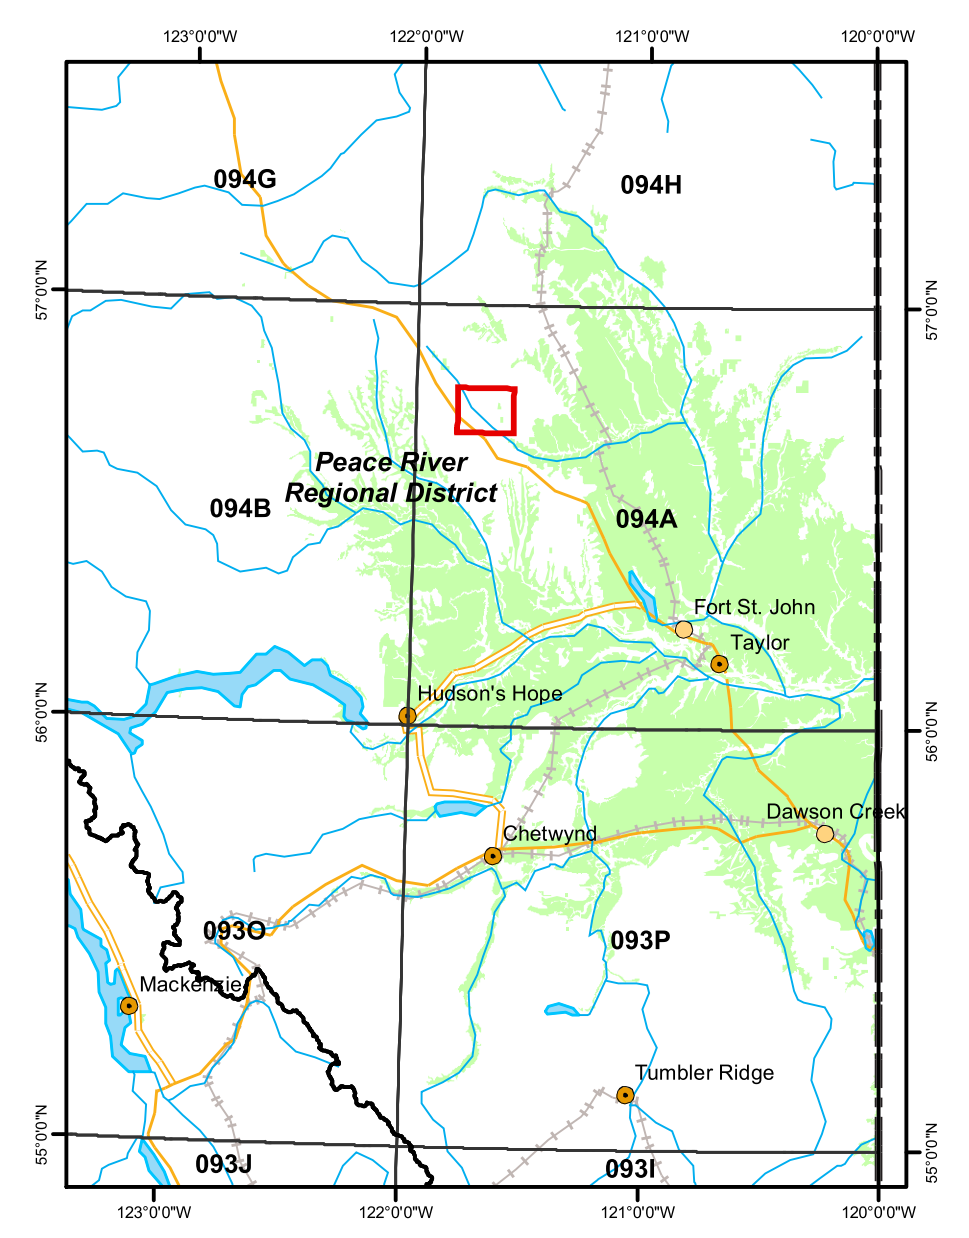 123°0'0"W
122°0'0"W
121°0'0"W
120°0'0"W
094G
094H
57°0'0"N
57°0'0"N
Peace River
Regional District
094B
094A
Fort St. John
Taylor
Hudson's Hope
56°0'0"N
56°0'0"N
Dawson Creek
Chetwynd
093O
093P
Mackenzie
Tumbler Ridge
55°0'0"N
55°0'0"N
093J
093I
123°0'0"W
122°0'0"W
121°0'0"W
120°0'0"W